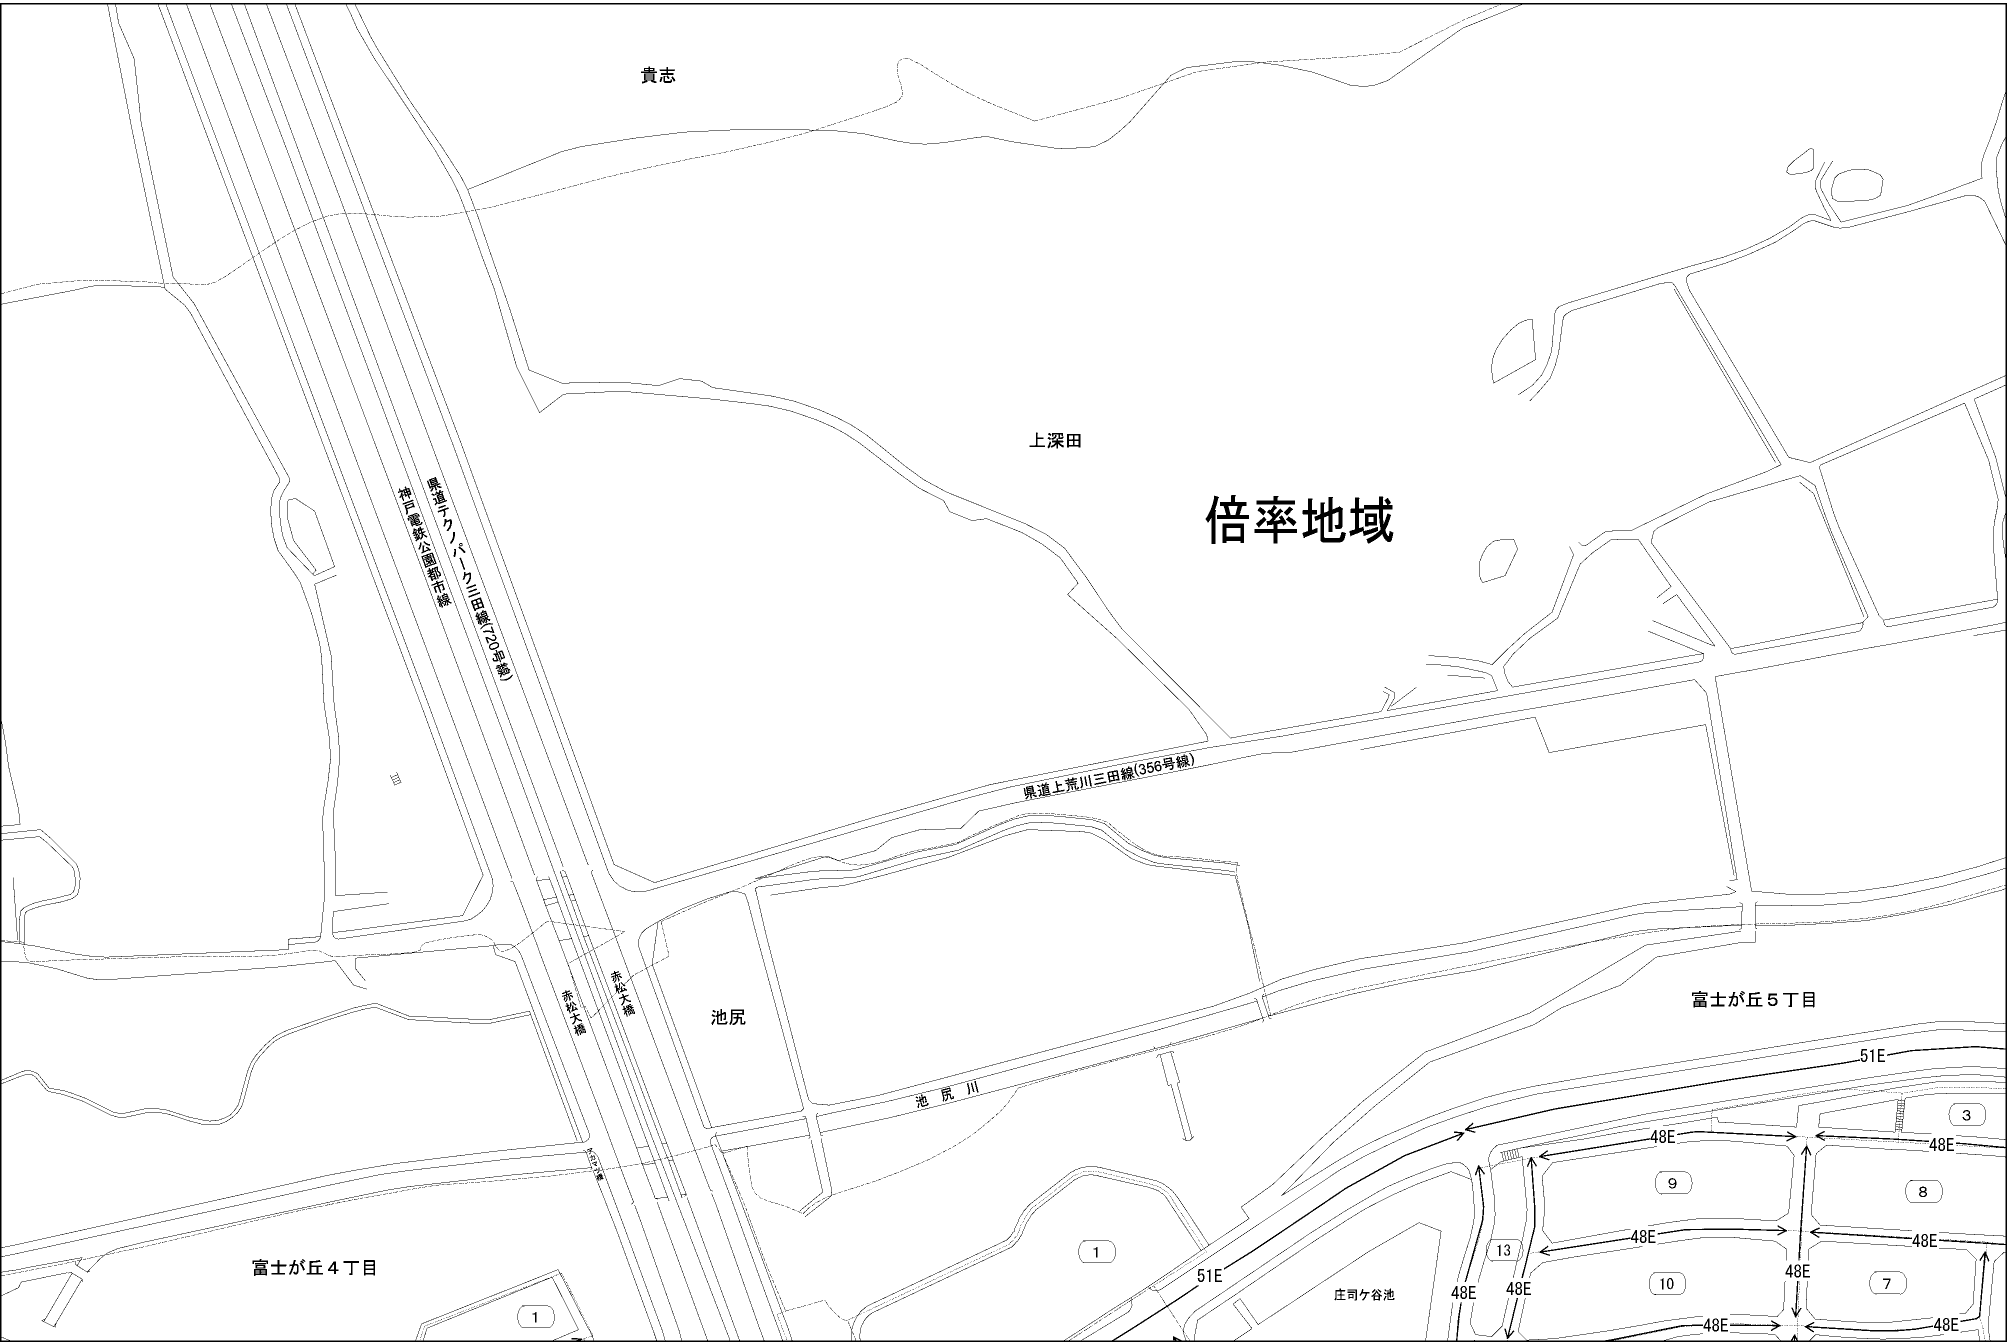 貴志
上深田
倍率地域
神戸電鉄公園都市線
県道テクノパーク三田線(720号線)
県道上荒川三田線(356号線)
赤松大橋
赤松大橋
池尻
富士が丘５丁目
51E
池尻川
3
48E
48E
9
8
1
13
48E
48E
富士が丘４丁目
51E
庄司ケ谷池
48E
48E
10
48E
7
1
48E
48E